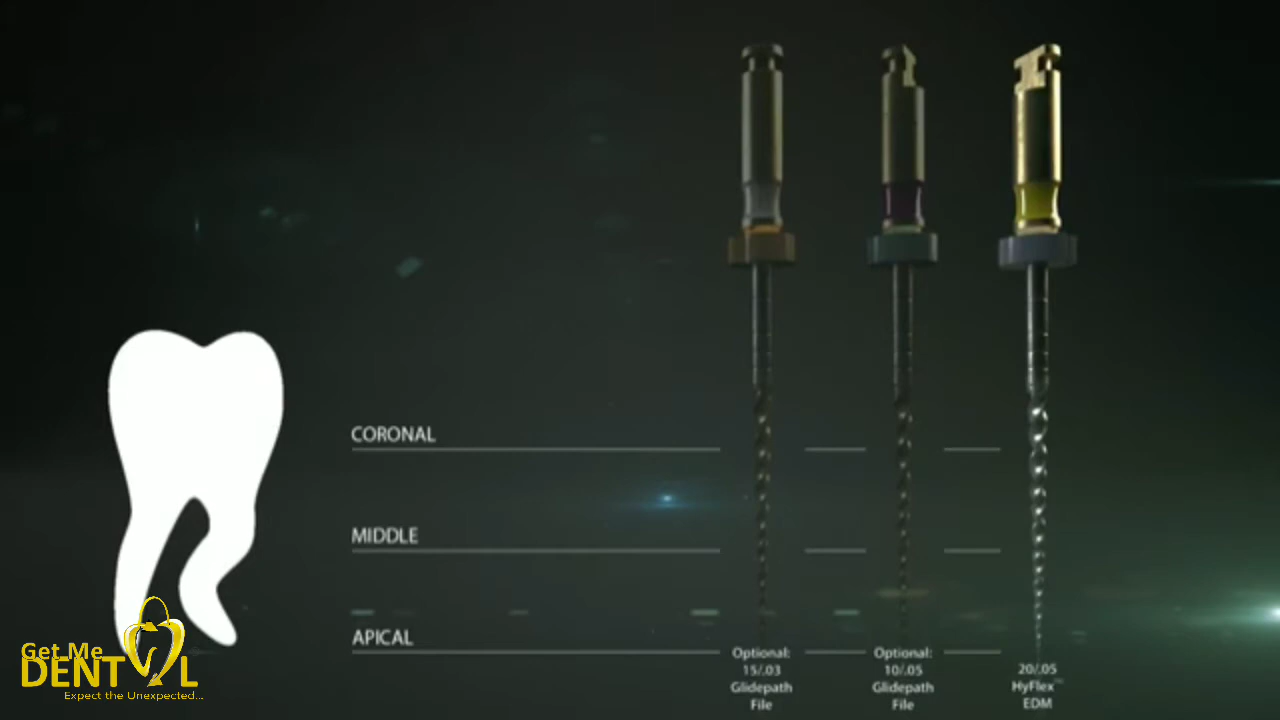 CORONAL
MIDDLE
APICAL
Optional:
15/.03
Glidepath
File
Optional:
10/.05
Glidepath
File
20/.05
HyFlex™
EDM
Get Me
DENTAL
Expect the Unexpected...